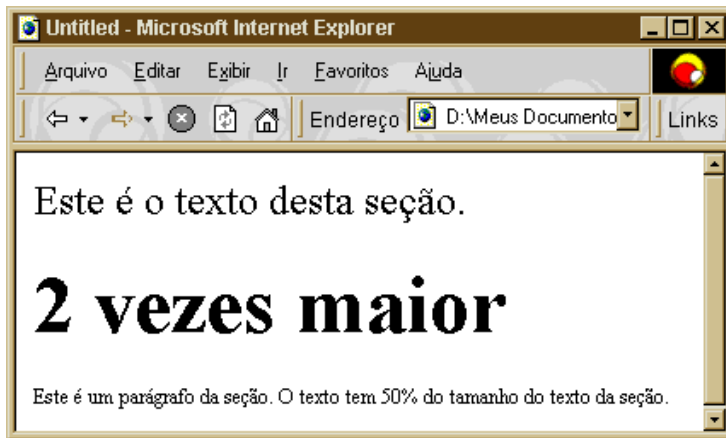 Untitled - Microsoft Internet Explorer
Arquivo Editar Exibir Ir Favoritos Ajuda
Endereço D:\Meus Documento Links
Este é o texto desta seção.
2 vezes maior
Este é um parágrafo da seção. O texto tem 50% do tamanho do texto da seção.